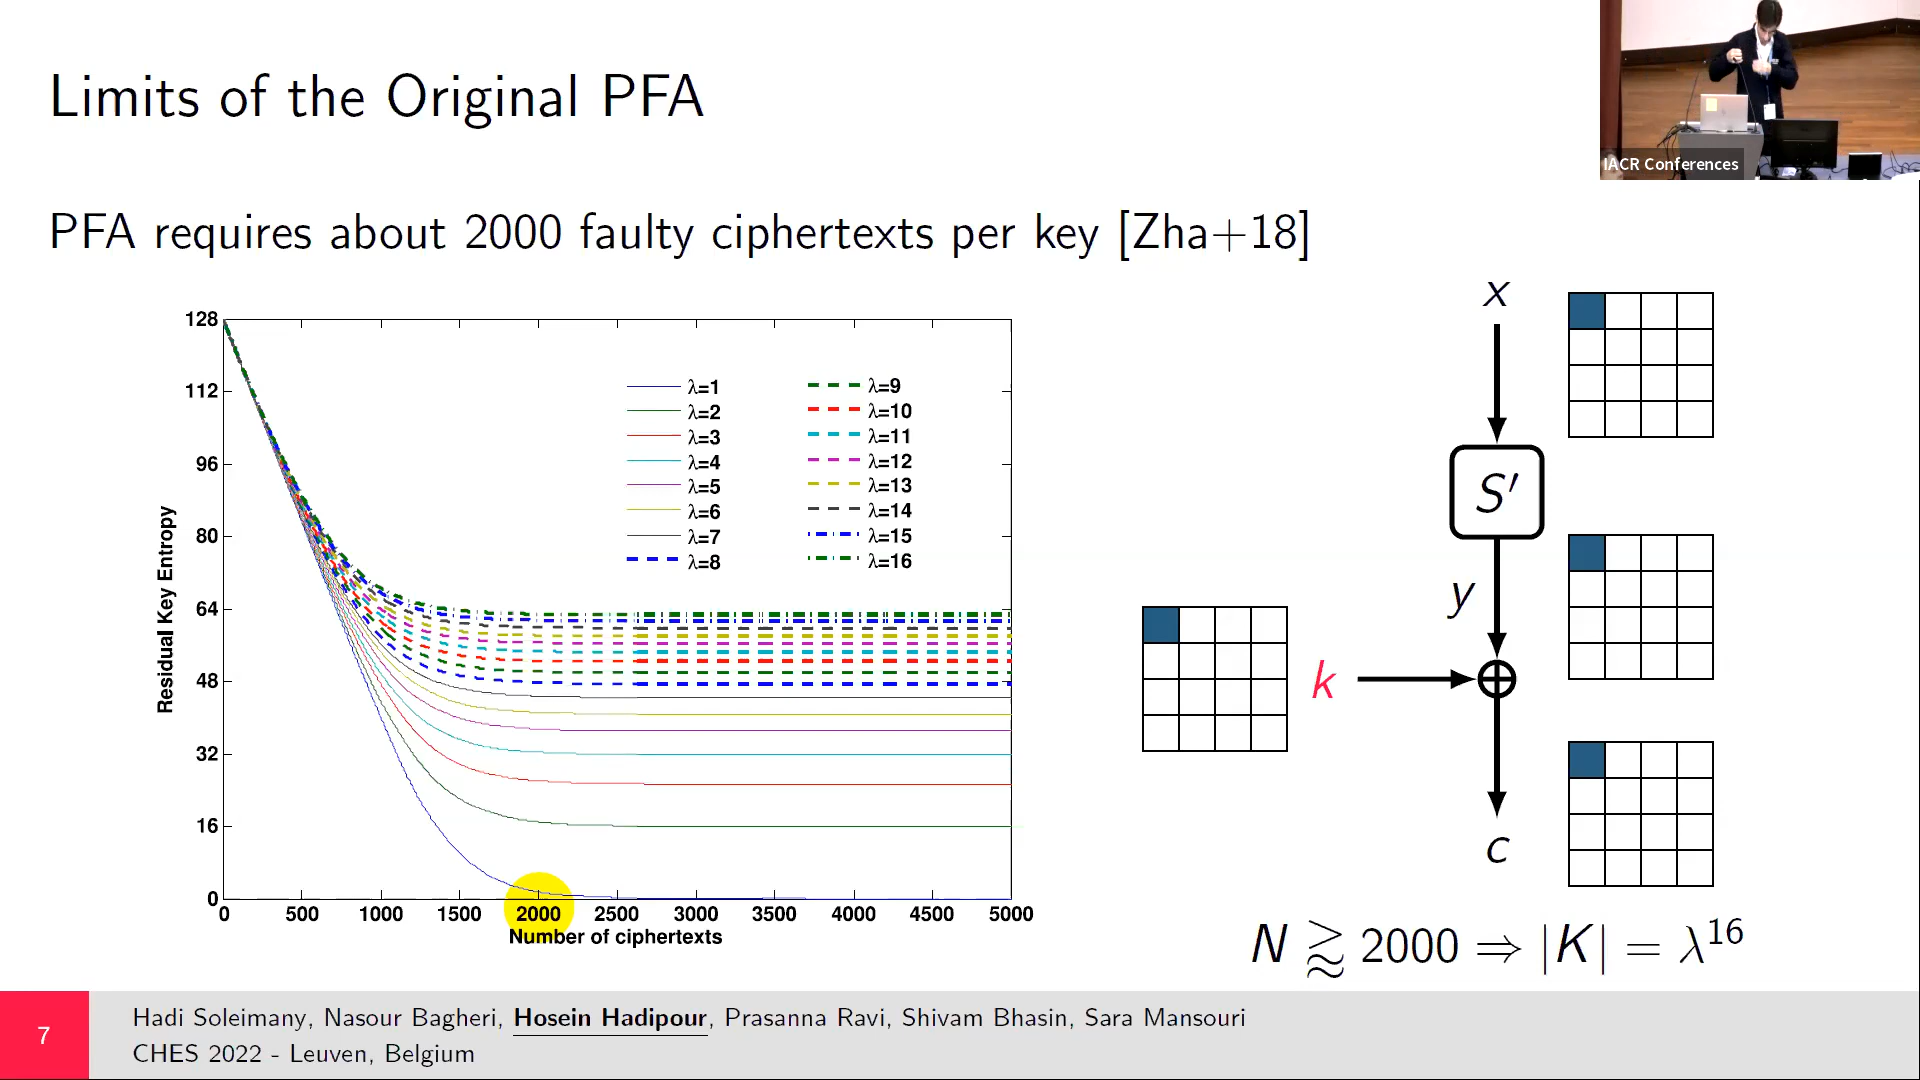 Limits of the Original PFA
IACR Conferences
PFA requires about 2000 faulty ciphertexts per key [Zha+18]
128
112
96
80
64
48
32
16
0
0 500 1000 1500 2000 2500 3000 3500 4000 4500 5000
Residual Key Entropy
Number of ciphertexts
λ=1
λ=2
λ=3
λ=4
λ=5
λ=6
λ=7
λ=8
λ=9
λ=10
λ=11
λ=12
λ=13
λ=14
λ=15
λ=16
x
S′
y
k
c
N ⪆ 2000 ⇒ |K| = λ¹⁶
7
Hadi Soleimany, Nasour Bagheri, Hosein Hadipour, Prasanna Ravi, Shivam Bhasin, Sara Mansouri
CHES 2022 - Leuven, Belgium